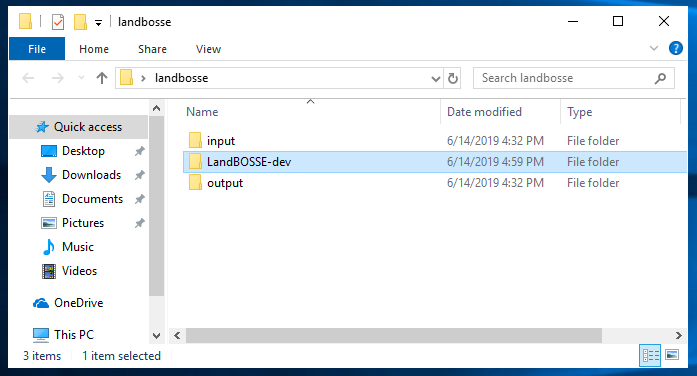 landbosse
File Home Share View
landbosse Search landbosse
Name Date modified Type
Quick access
Desktop
Downloads
Documents
Pictures
Music
Videos
OneDrive
This PC
input 6/14/2019 4:32 PM File folder
LandBOSSE-dev 6/14/2019 4:59 PM File folder
output 6/14/2019 4:32 PM File folder
3 items 1 item selected